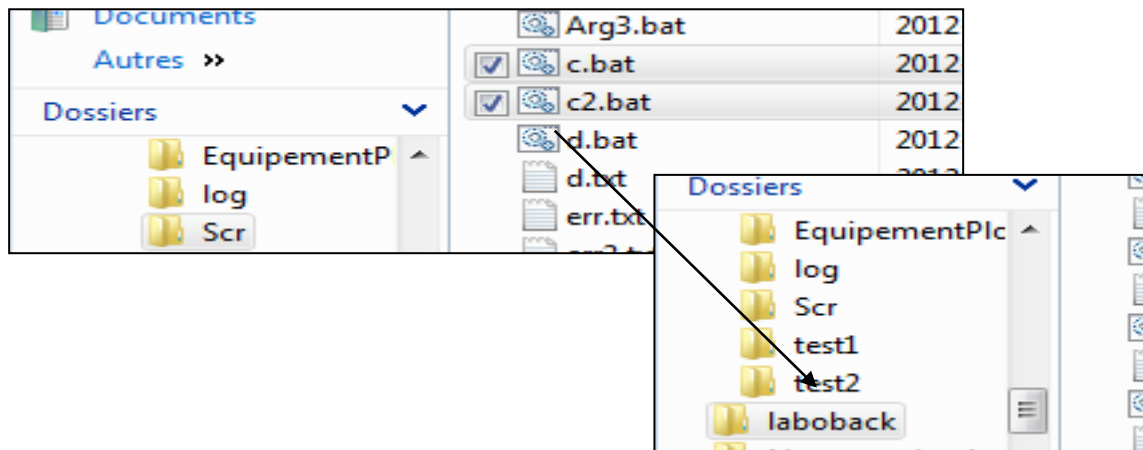 Documents
Autres »
Dossiers
EquipementP
log
Scr
Arg3.bat 2012
c.bat 2012
c2.bat 2012
d.bat 2012
d.txt
err.txt
Dossiers
EquipementPlc
log
Scr
test1
test2
laboback